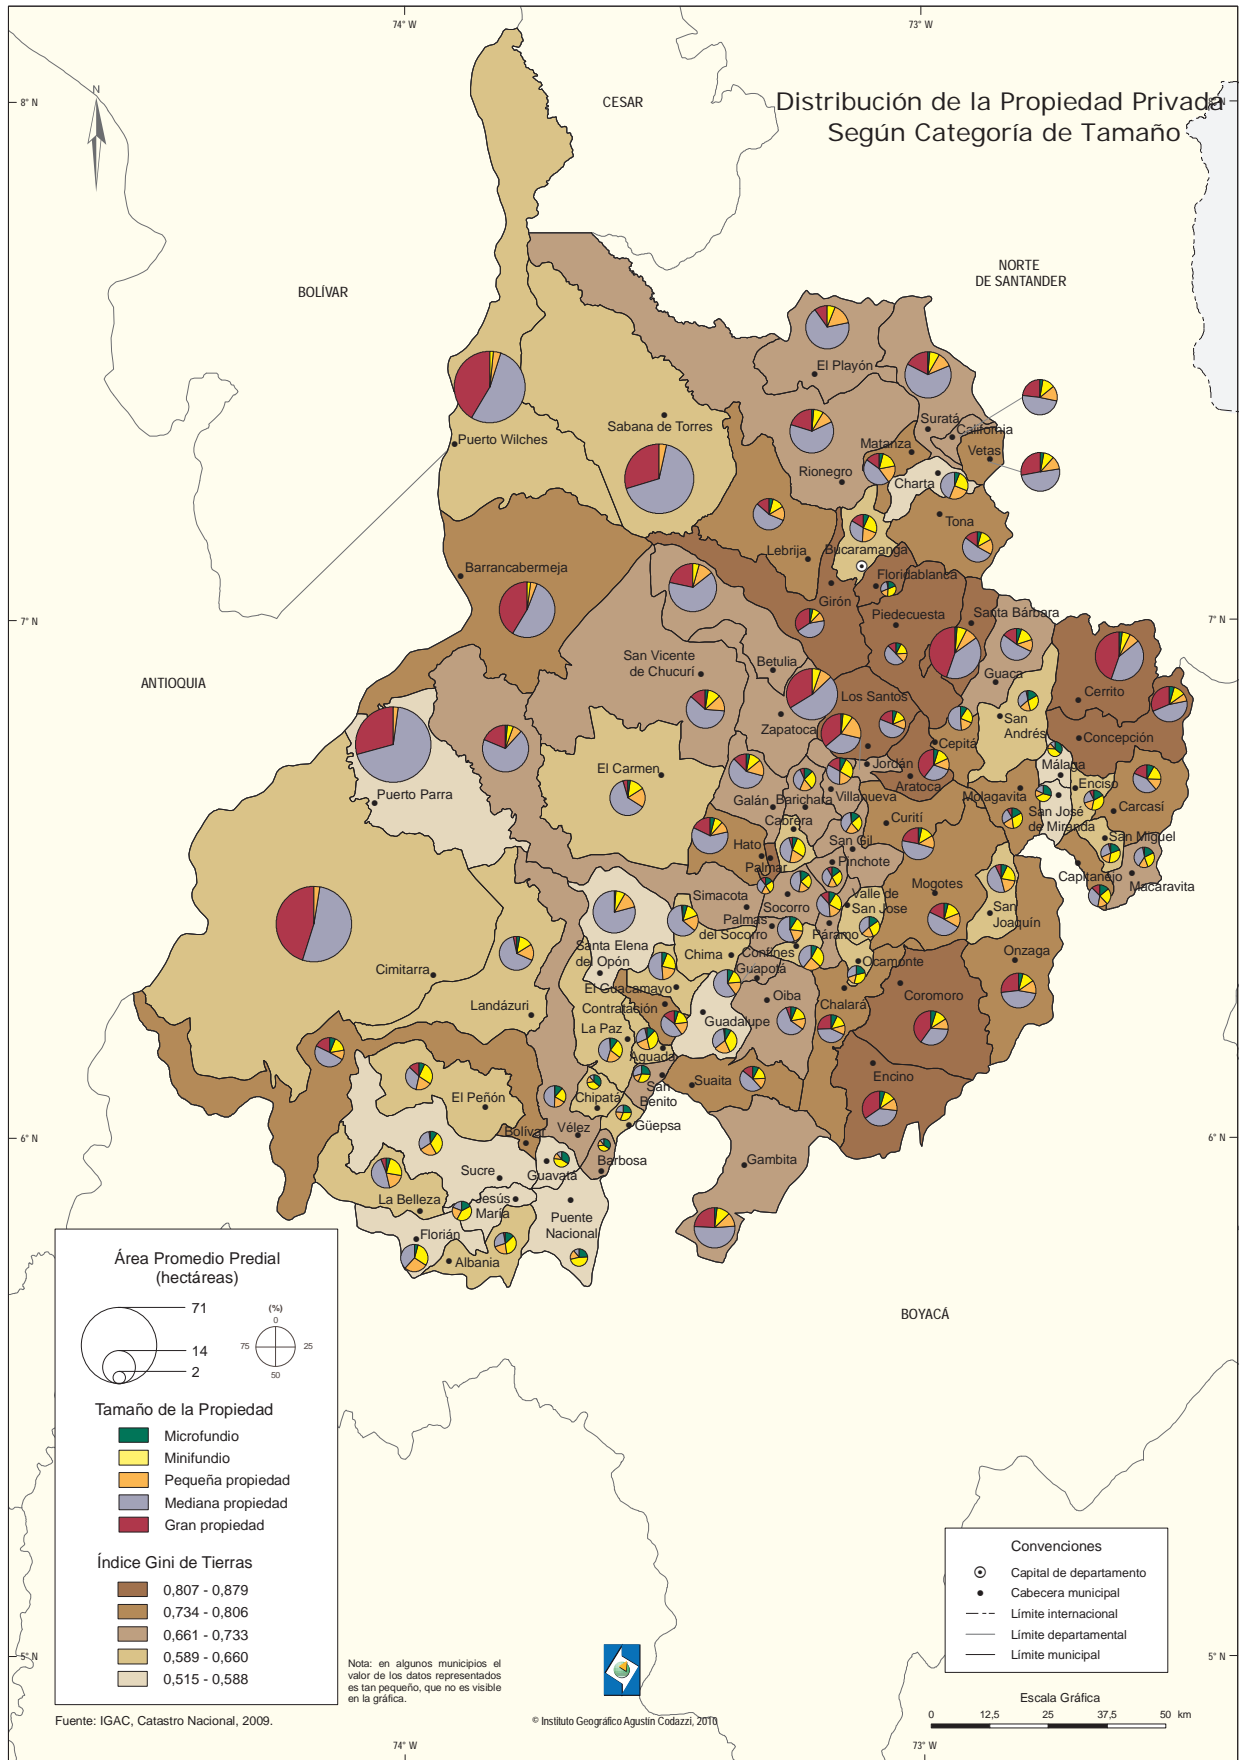 74° W
73° W
8° N
8° N
N
CESAR
Distribución de la Propiedad Privada
Según Categoría de Tamaño
BOLÍVAR
NORTE
DE SANTANDER
El Playón
Suratá
California
Matanza
Vetas
Charta
Rionegro
Puerto Wilches
Sabana de Torres
Tona
Lebrija
Bucaramanga
Barrancabermeja
Floridablanca
Girón
7° N
7° N
Piedecuesta
Santa Bárbara
San Vicente
de Chucurí
Betulia
Guaca
ANTIOQUIA
Los Santos
Cerrito
Zapatoca
San
Andrés
Cepitá
Concepción
El Carmen
Jordán
Málaga
Aratoca
Enciso
Puerto Parra
Galán
Barichara
Villanueva
Molagavita
Carcasí
San José
de Miranda
Cabrera
Curití
San Gil
San Miguel
Hato
Palmar
Pinchote
Capitanejo
Macaravita
Simacota
Socorro
Valle de
San Jose
Mogotes
San
Joaquín
Palmas
del Socorro
Páramo
Santa Elena
del Opón
Chima
Confines
Onzaga
Cimitarra
Guapotá
Ocamonte
El Guacamayo
Coromoro
Landázuri
Contratación
Oiba
Chalará
La Paz
Guadalupe
Aguada
Encino
San
Benito
Suaita
El Peñón
Chipatá
Güepsa
Vélez
Bolívar
6° N
6° N
Barbosa
Gambita
Guavatá
Sucre
La Belleza
Jesús
María
Puente
Nacional
Florián
Albania
BOYACÁ
Área Promedio Predial
(hectáreas)
71
14
2
(%)
0
75
25
50
Tamaño de la Propiedad
Microfundio
Minifundio
Pequeña propiedad
Mediana propiedad
Gran propiedad
Índice Gini de Tierras
0,807 - 0,879
0,734 - 0,806
0,661 - 0,733
0,589 - 0,660
0,515 - 0,588
Convenciones
Capital de departamento
Cabecera municipal
Límite internacional
Límite departamental
Límite municipal
5° N
5° N
Nota: en algunos municipios el
valor de los datos representados
es tan pequeño, que no es visible
en la gráfica.
Escala Gráfica
0 12,5 25 37,5 50 km
Fuente: IGAC, Catastro Nacional, 2009.
© Instituto Geográfico Agustín Codazzi, 2010
74° W
73° W